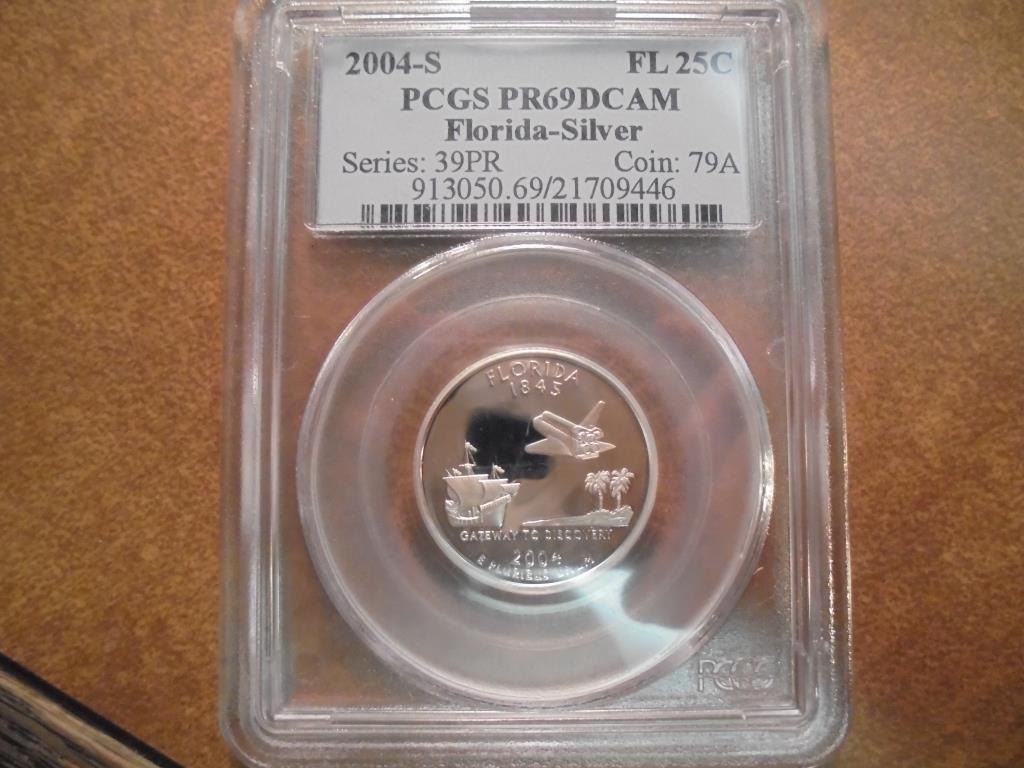 2004-S FL 25C
PCGS PR69DCAM
Florida-Silver
Series: 39PR Coin: 79A
913050.69/21709446
FLORIDA
1845
GATEWAY TO DISCOVERY
2004
E PLURIBUS
PCGS